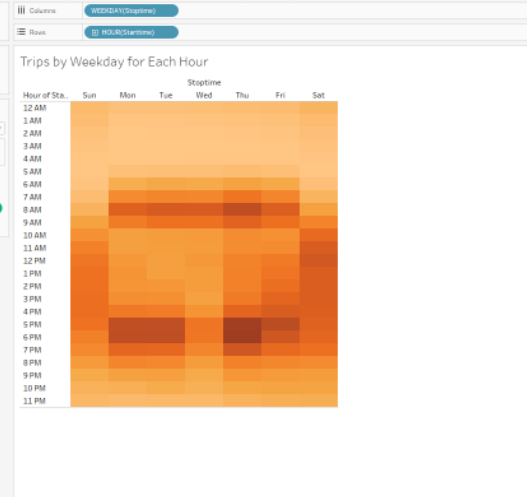 Columns
WEEKDAY(Stoptime)
Rows
HOUR(Starttime)
Trips by Weekday for Each Hour
Stoptime
Hour of Sta.. Sun Mon Tue Wed Thu Fri Sat
12 AM
1 AM
2 AM
3 AM
4 AM
5 AM
6 AM
7 AM
8 AM
9 AM
10 AM
11 AM
12 PM
1 PM
2 PM
3 PM
4 PM
5 PM
6 PM
7 PM
8 PM
9 PM
10 PM
11 PM